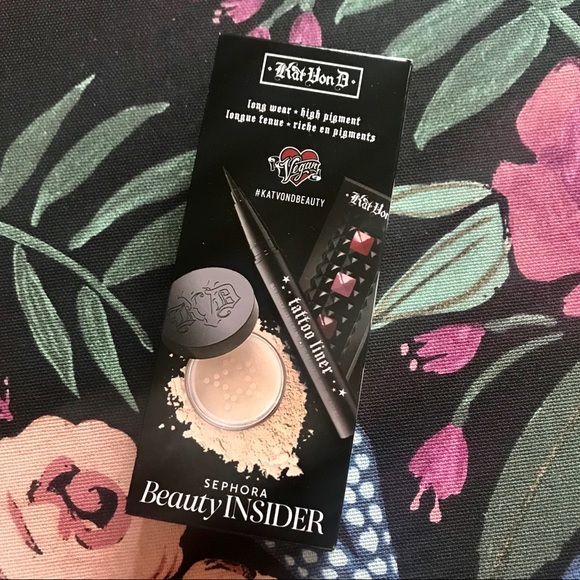 Kat Von D
long wear • high pigment
longue tenue • riche en pigments
Vegan
#KATVONDBEAUTY
Kat Von
tattoo liner
SEPHORA
Beauty INSIDER